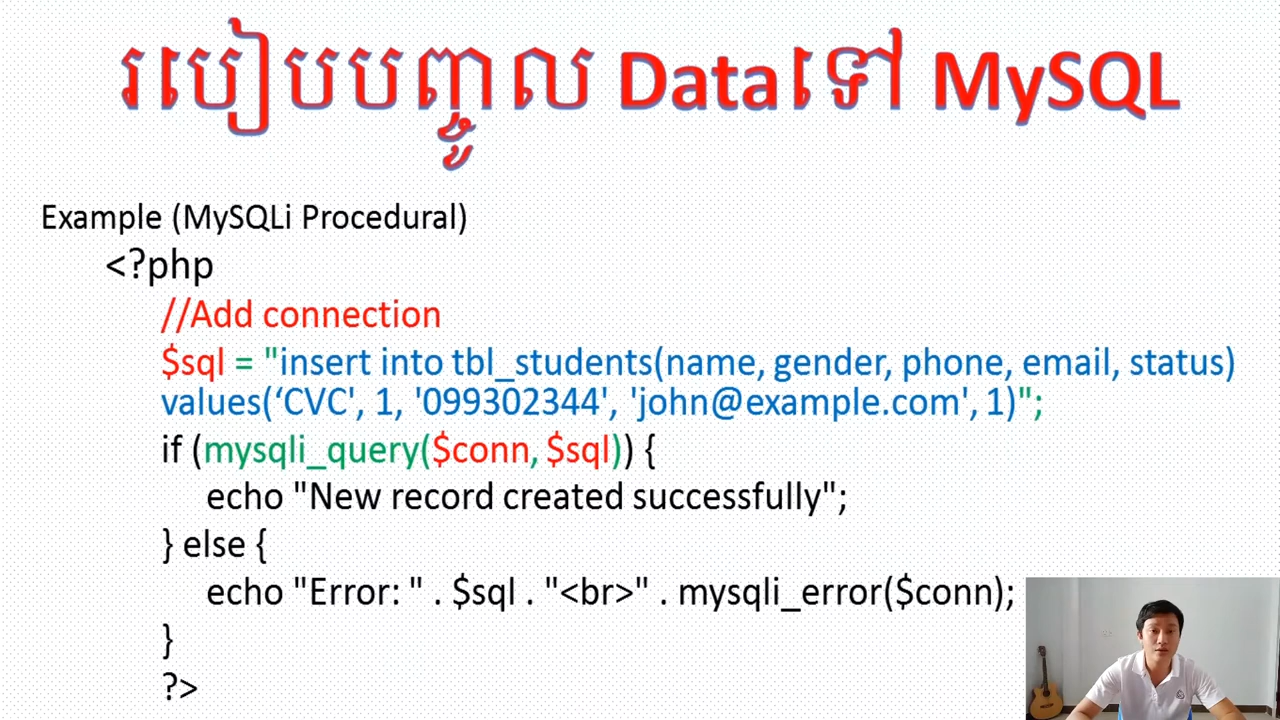 របៀបបញ្ចូល Data ទៅ MySQL
Example (MySQLi Procedural)
<?php
//Add connection
$sql = "insert into tbl_students(name, gender, phone, email, status)
values(‘CVC', 1, '099302344', 'john@example.com', 1)";
if (mysqli_query($conn, $sql)) {
echo "New record created successfully";
} else {
echo "Error: " . $sql . "<br>" . mysqli_error($conn);
}
?>